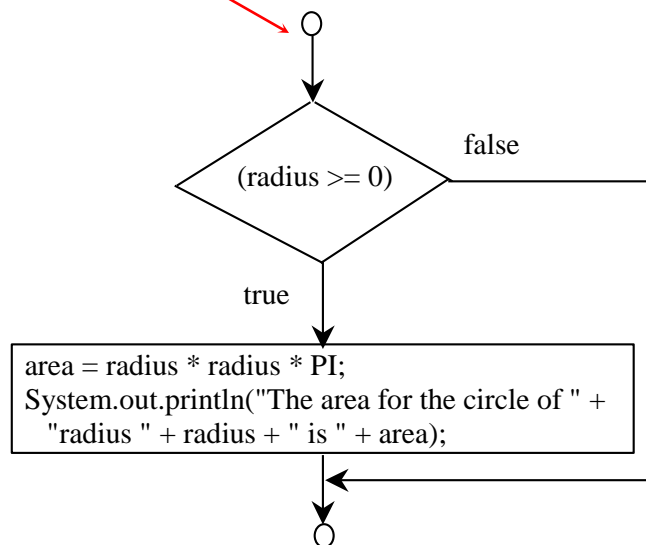 false
(radius >= 0)
true
area = radius * radius * PI;
System.out.println("The area for the circle of " +
"radius " + radius + " is " + area);